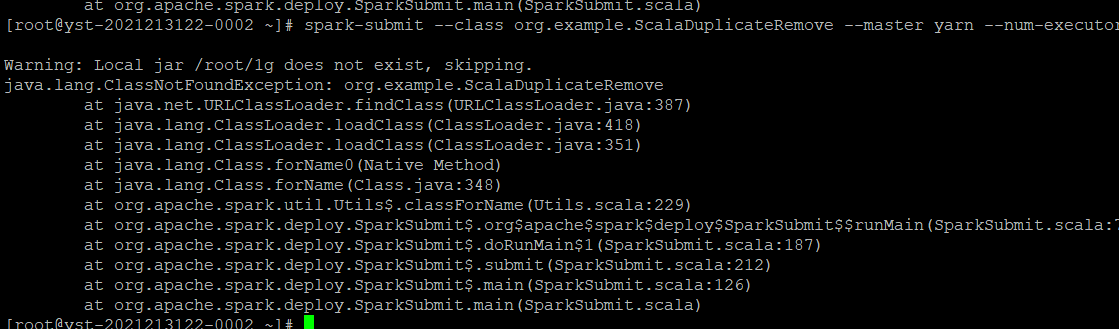 at org.apache.spark.deploy.SparkSubmit.main(SparkSubmit.scala)
[root@yst-2021213122-0002 ~]# spark-submit --class org.example.ScalaDuplicateRemove --master yarn --num-executor
Warning: Local jar /root/1g does not exist, skipping.
java.lang.ClassNotFoundException: org.example.ScalaDuplicateRemove
at java.net.URLClassLoader.findClass(URLClassLoader.java:387)
at java.lang.ClassLoader.loadClass(ClassLoader.java:418)
at java.lang.ClassLoader.loadClass(ClassLoader.java:351)
at java.lang.Class.forName0(Native Method)
at java.lang.Class.forName(Class.java:348)
at org.apache.spark.util.Utils$.classForName(Utils.scala:229)
at org.apache.spark.deploy.SparkSubmit$.org$apache$spark$deploy$SparkSubmit$$runMain(SparkSubmit.scala:7
at org.apache.spark.deploy.SparkSubmit$.doRunMain$1(SparkSubmit.scala:187)
at org.apache.spark.deploy.SparkSubmit$.submit(SparkSubmit.scala:212)
at org.apache.spark.deploy.SparkSubmit$.main(SparkSubmit.scala:126)
at org.apache.spark.deploy.SparkSubmit.main(SparkSubmit.scala)
[root@yst-2021213122-0002 ~]#